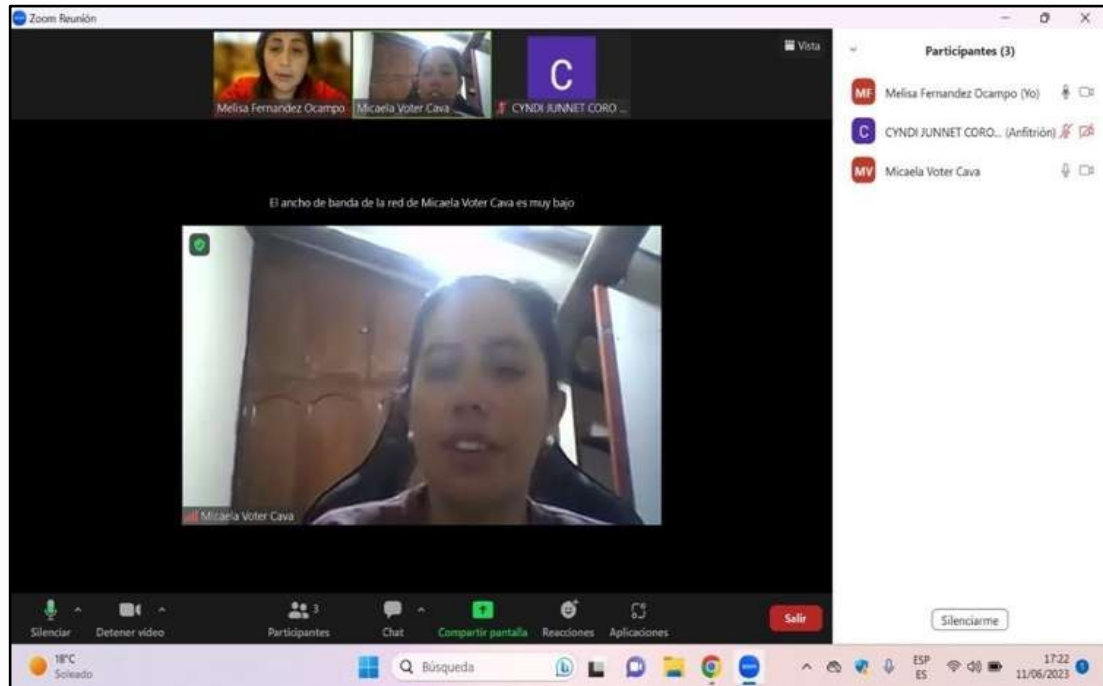 zoom Zoom Reunión
Vista
Melisa Fernandez Ocampo
Micaela Voter Cava
C
CYNDI JUNNET CORO ...
El ancho de banda de la red de Micaela Voter Cava es muy bajo
Micaela Voter Cava
Participantes (3)
MF Melisa Fernandez Ocampo (Yo)
C CYNDI JUNNET CORO... (Anfitrión)
MV Micaela Voter Cava
Silenciarme
Silenciar
Detener video
3
Participantes
Chat
Compartir pantalla
Reacciones
Aplicaciones
Salir
18°C
Soleado
Búsqueda
ESP
ES
17:22
11/06/2023